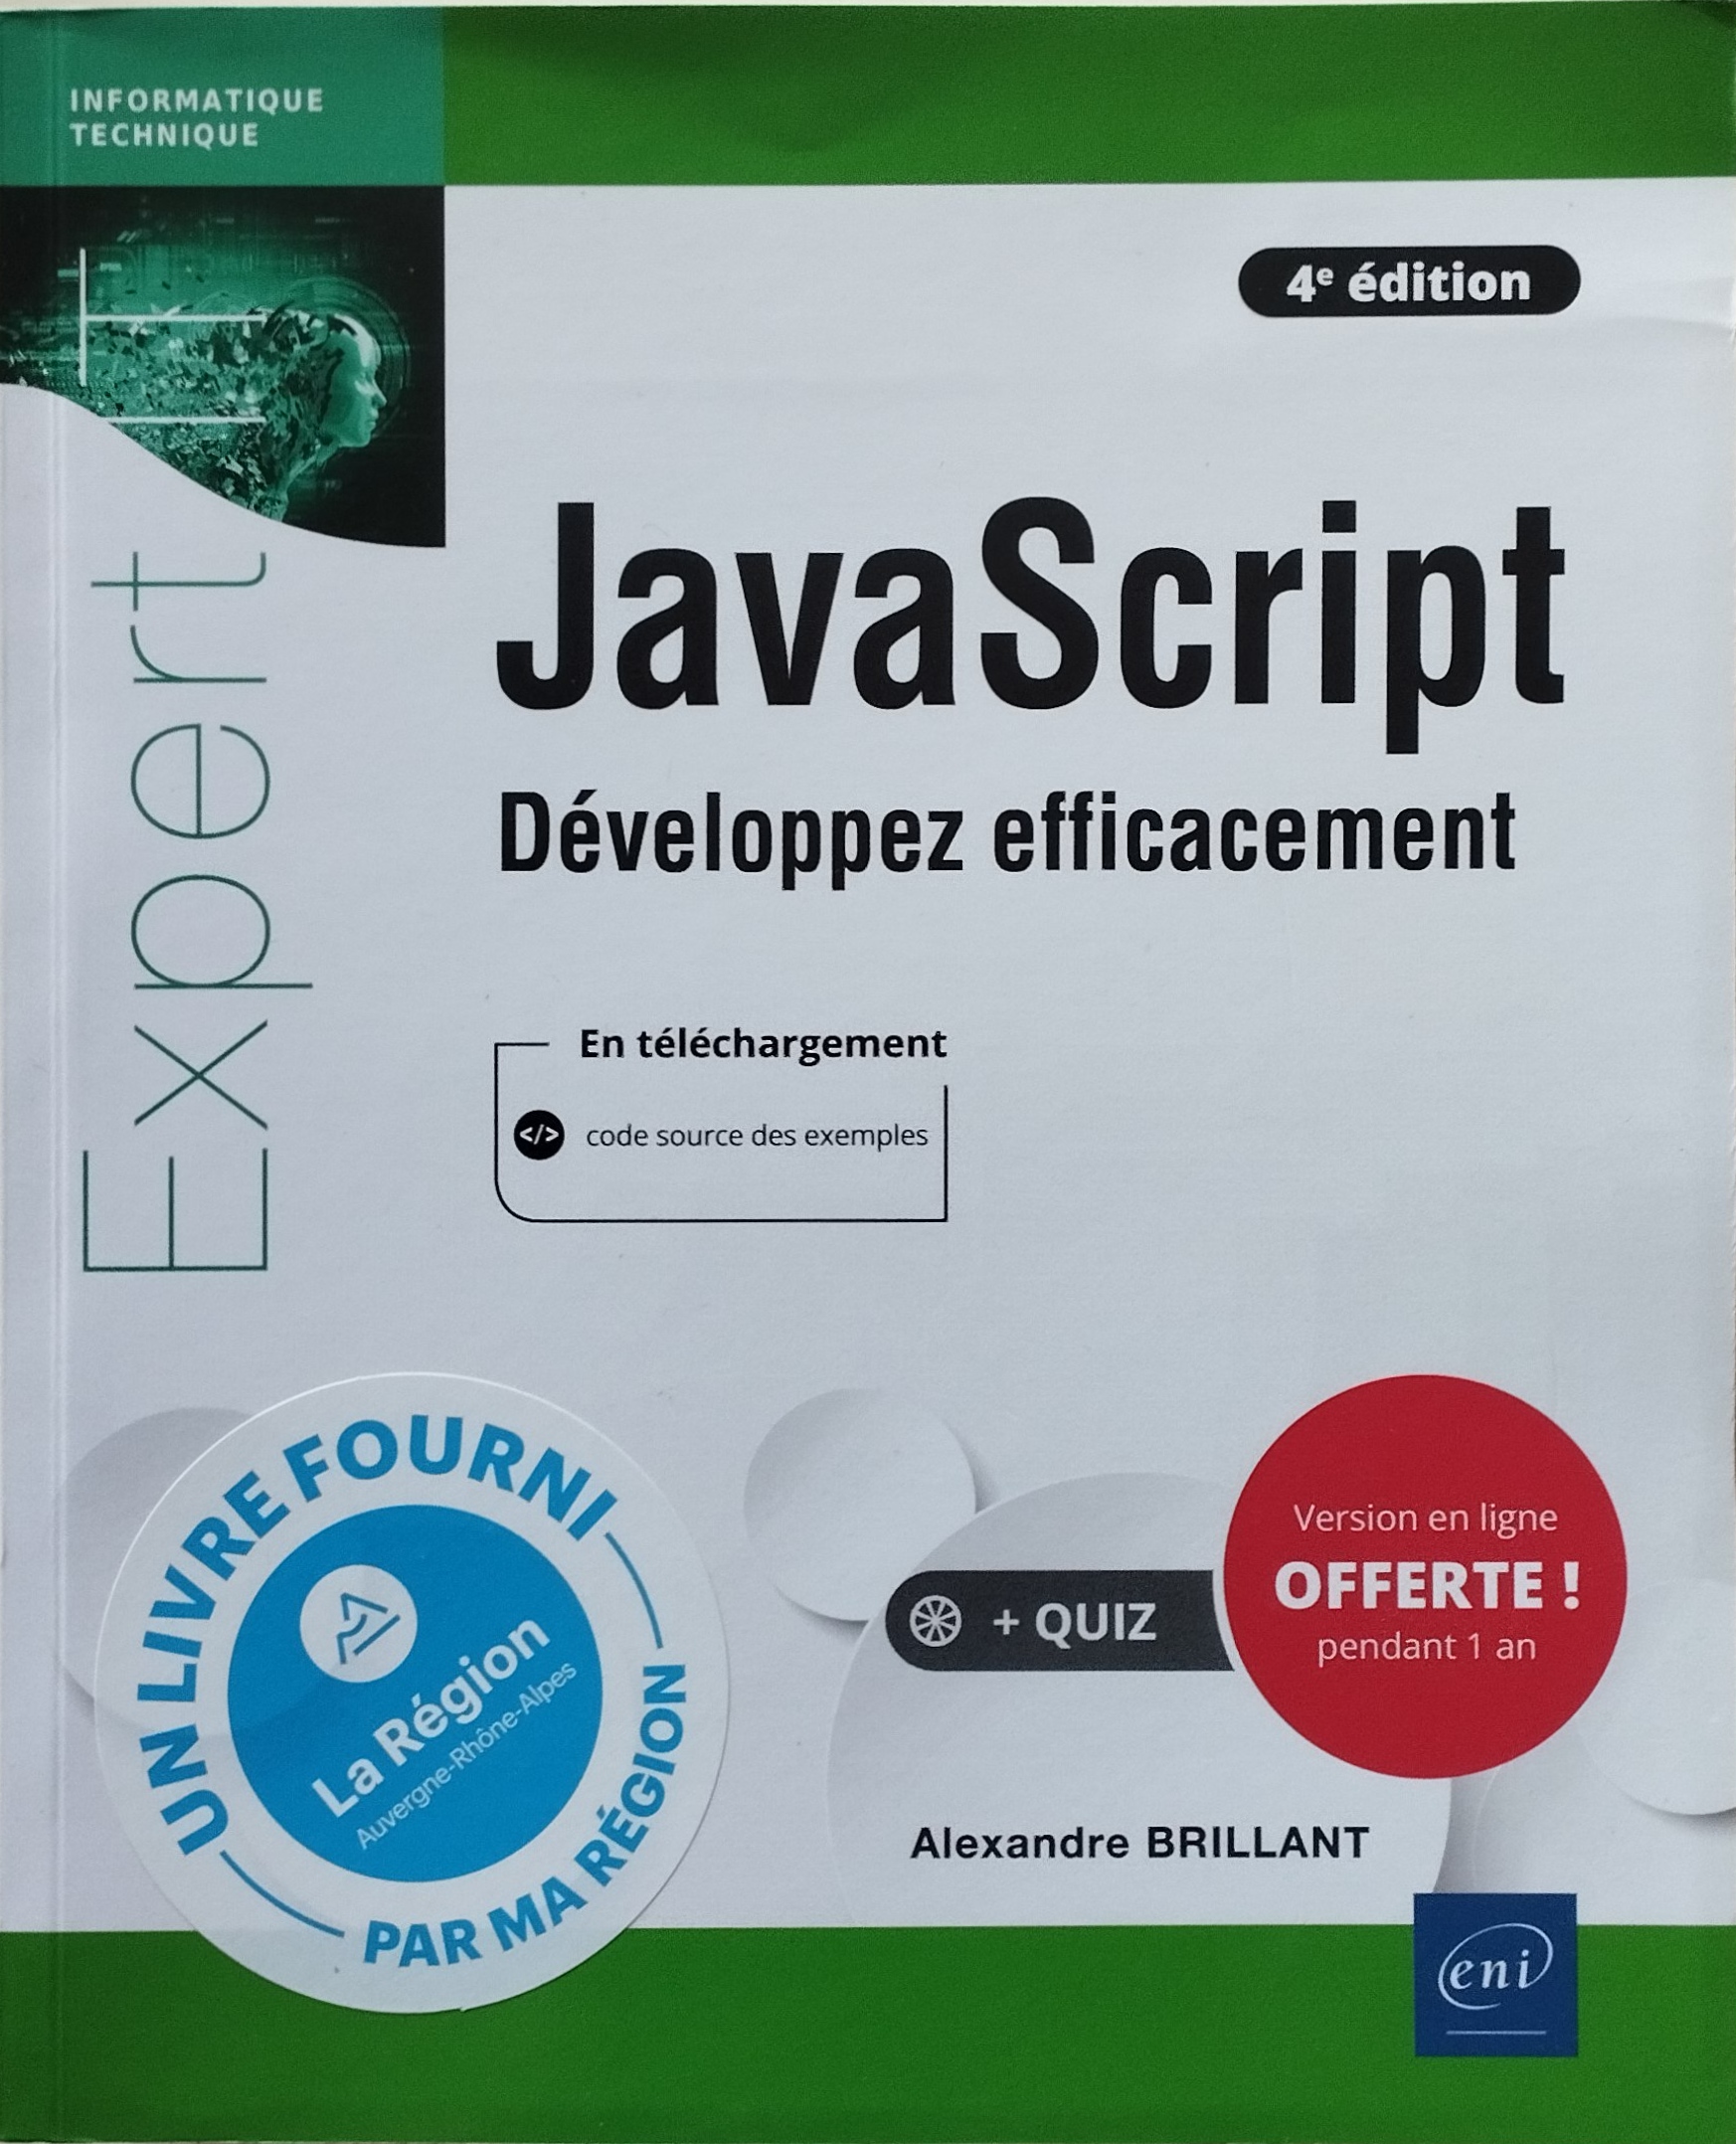 INFORMATIQUE
TECHNIQUE
4e édition
Expert
JavaScript
Développez efficacement
En téléchargement
</> code source des exemples
UN LIVRE FOURNI
PAR MA RÉGION
La Région
Auvergne-Rhône-Alpes
+ QUIZ
Version en ligne
OFFERTE !
pendant 1 an
Alexandre BRILLANT
eni